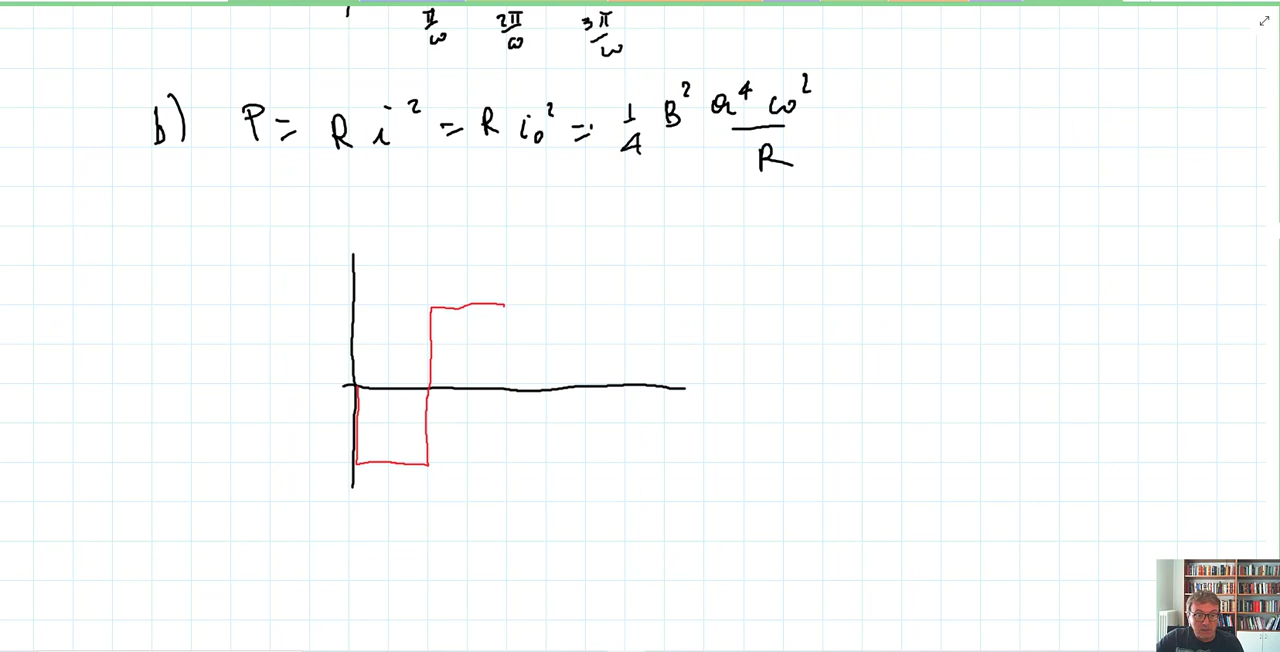 π/ω 2π/ω 3π/ω
b) P = R i² = R i₀² = 1/4 B² a⁴ ω²/R